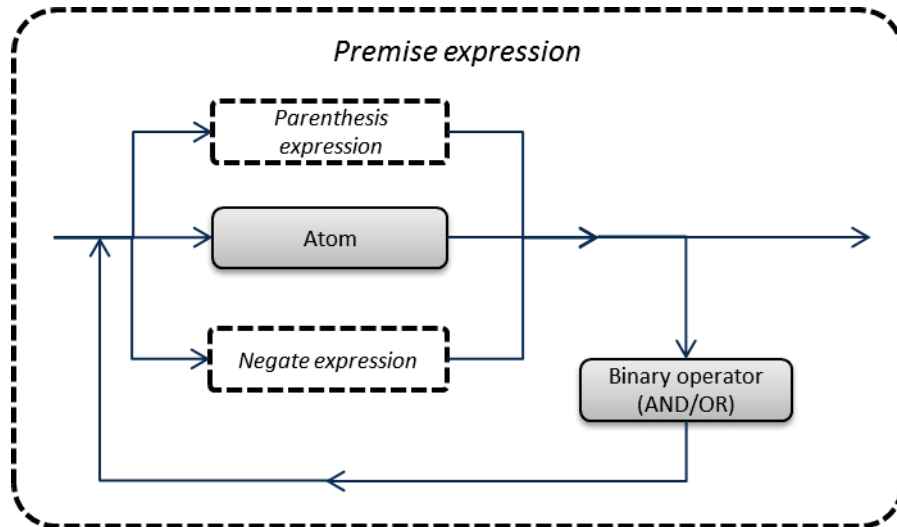 Premise expression
Parenthesis
expression
Atom
Negate expression
Binary operator
(AND/OR)